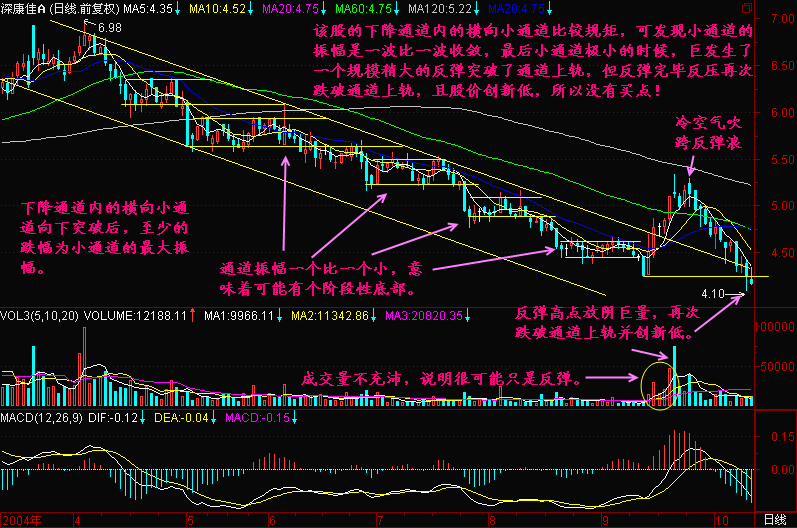 深康佳A (日线.前复权) MA5:4.35↓ MA10:4.52↓ MA20:4.75↓ MA60:4.75↓ MA120:5.22↓ MA20:4.75↓
该股的下降通道内的横向小通道比较规矩，可发现小通道的
振幅是一波比一波收敛，最后小通道极小的时候，巨发生了
一个规模稍大的反弹突破了通道上轨，但反弹完毕反压再次
跌破通道上轨，且股价创新低，所以没有买点！
6.98
7.00
6.50
6.00
5.50
5.00
4.50
冷空气吹
跨反弹浪
下降通道内的横向小通
道向下突破后，至少的
跌幅为小通道的最大振
幅。
通道振幅一个比一个小，意
味着可能有个阶段性底部。
4.10
反弹高点放阴巨量，再次
跌破通道上轨并创新低。
VOL3(5,10,20) VOLUME:12188.11↑ MA1:9966.11↓ MA2:11342.86↓ MA3:20820.35↓
100000
50000
成交量不充沛，说明很可能只是反弹。
MACD(12,26,9) DIF:-0.12↓ DEA:-0.04↓ MACD:-0.15↓
0.15
0.00
2004年 4 5 6 7 8 9 10 日线